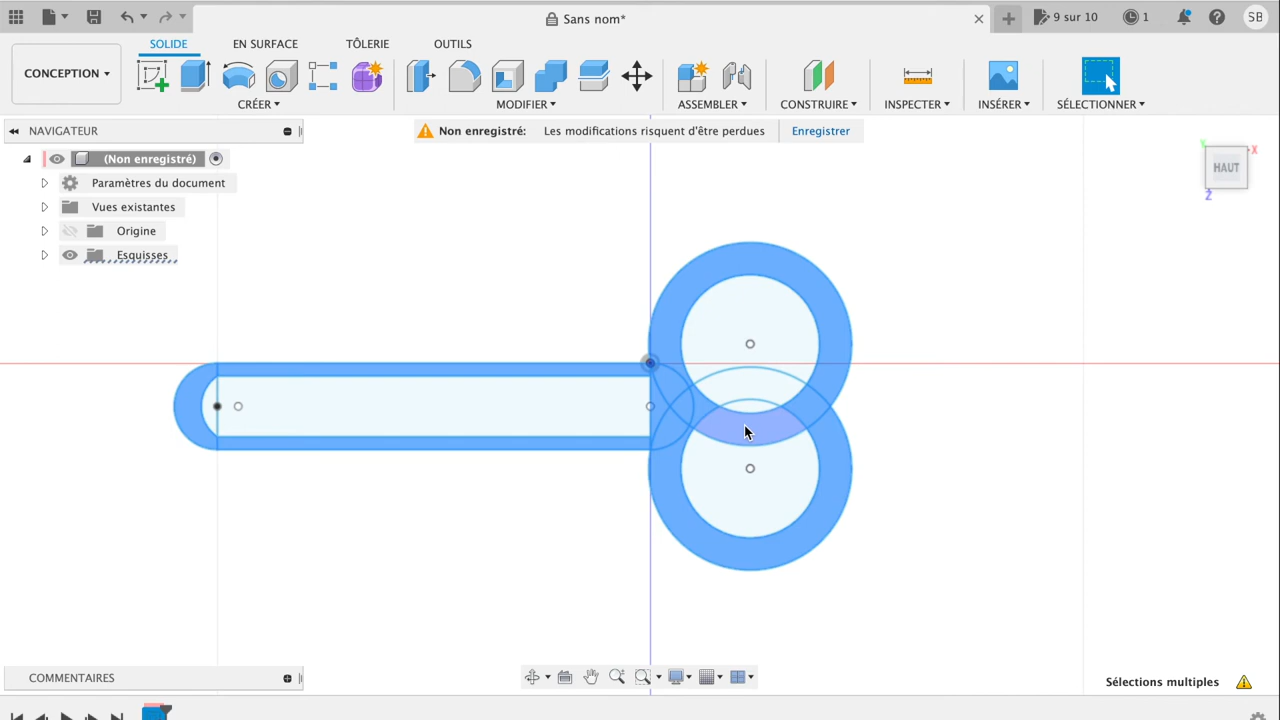 Sans nom*
9 sur 10
1
SB
CONCEPTION
SOLIDE
EN SURFACE
TÔLERIE
OUTILS
CRÉER
MODIFIER
ASSEMBLER
CONSTRUIRE
INSPECTER
INSÉRER
SÉLECTIONNER
NAVIGATEUR
Non enregistré:
Les modifications risquent d'être perdues
Enregistrer
(Non enregistré)
Paramètres du document
Vues existantes
Origine
Esquisses
Y
X
HAUT
Z
COMMENTAIRES
Sélections multiples